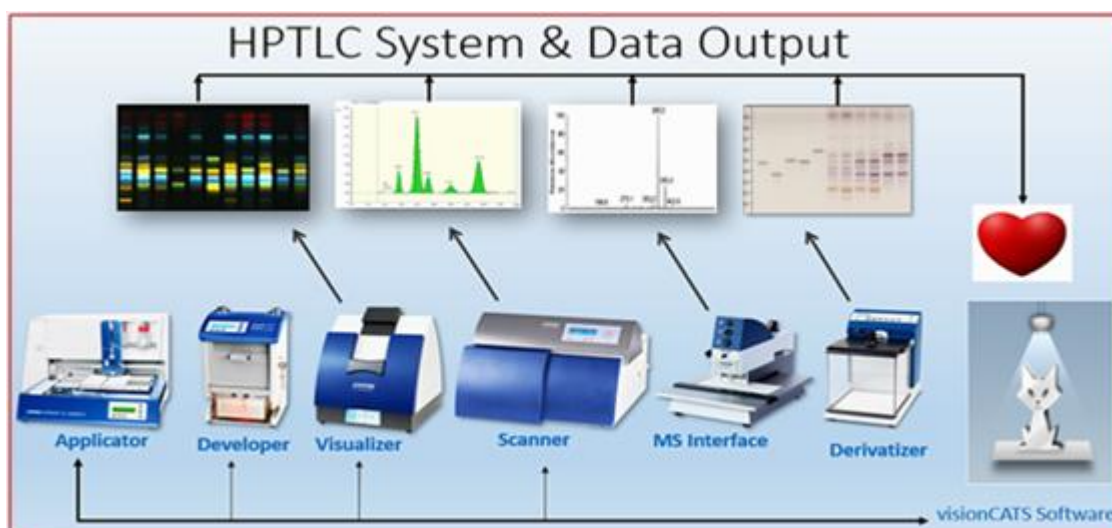 HPTLC System & Data Output
Applicator
Developer
Visualizer
Scanner
MS Interface
Derivatizer
visionCATS Software